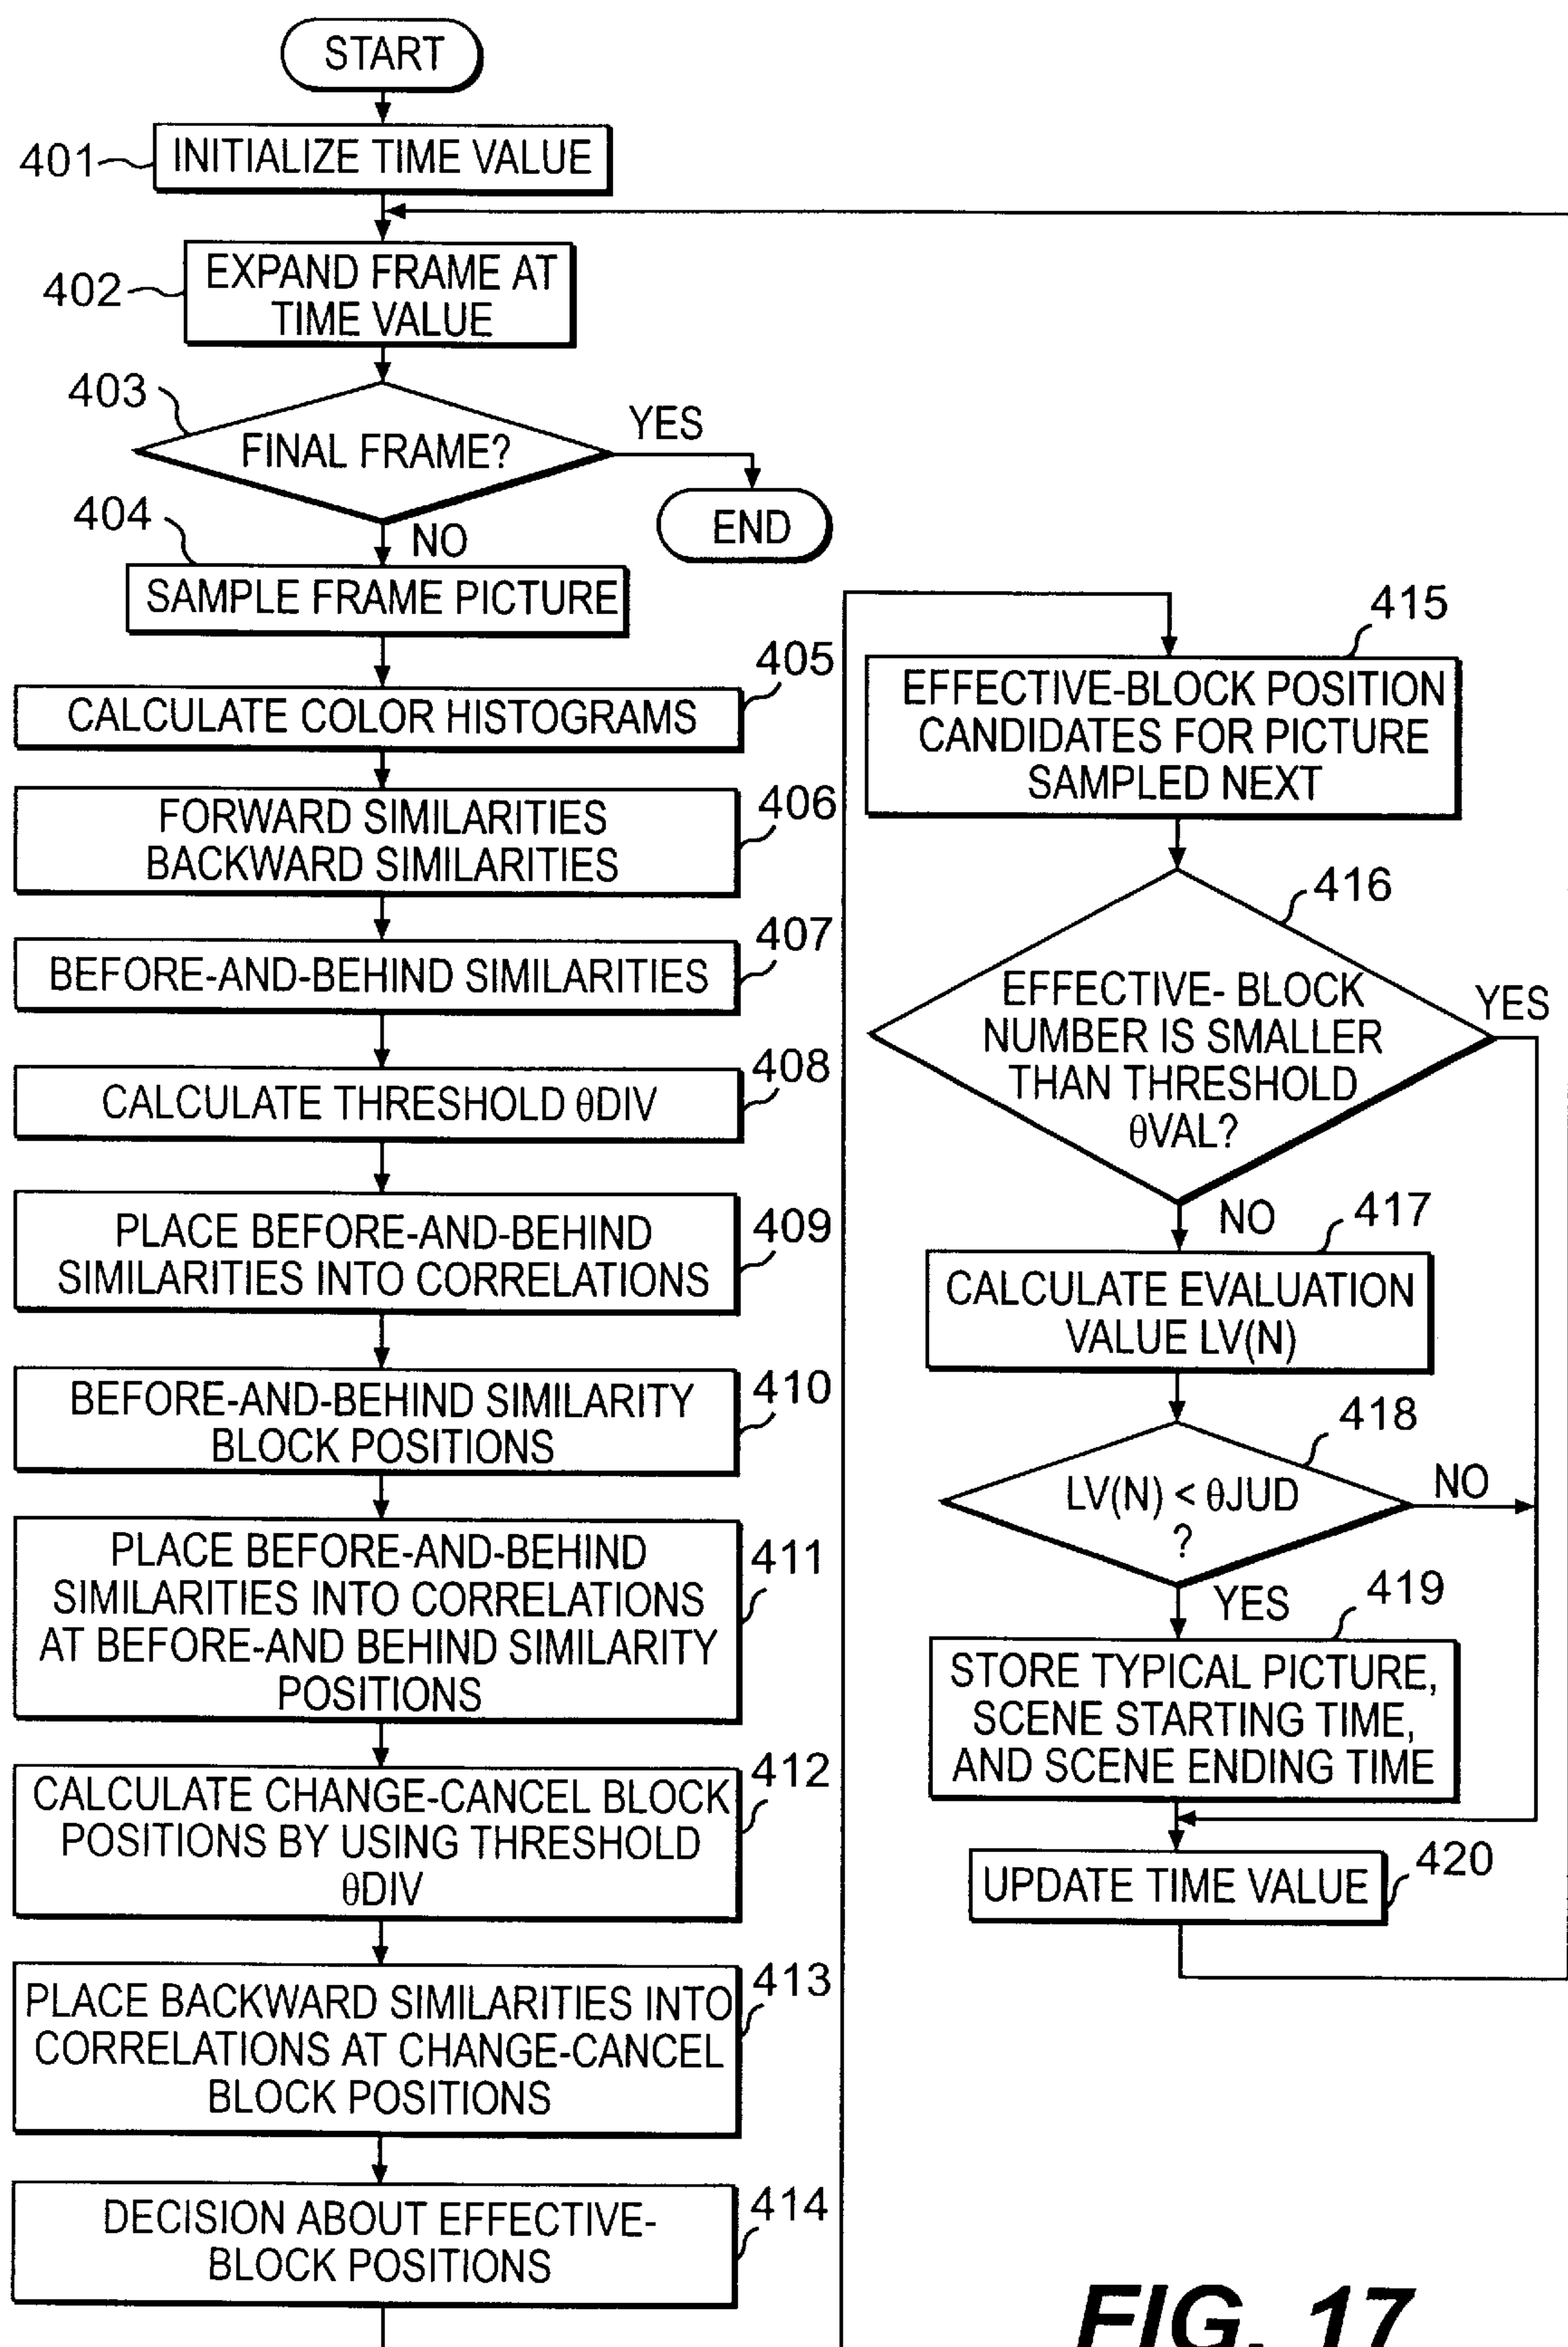 START
401
INITIALIZE TIME VALUE
402
EXPAND FRAME AT
TIME VALUE
403
FINAL FRAME?
YES
END
NO
404
SAMPLE FRAME PICTURE
405
CALCULATE COLOR HISTOGRAMS
406
FORWARD SIMILARITIES
BACKWARD SIMILARITIES
407
BEFORE-AND-BEHIND SIMILARITIES
408
CALCULATE THRESHOLD θDIV
409
PLACE BEFORE-AND-BEHIND
SIMILARITIES INTO CORRELATIONS
410
BEFORE-AND-BEHIND SIMILARITY
BLOCK POSITIONS
411
PLACE BEFORE-AND-BEHIND
SIMILARITIES INTO CORRELATIONS
AT BEFORE-AND BEHIND SIMILARITY
POSITIONS
412
CALCULATE CHANGE-CANCEL BLOCK
POSITIONS BY USING THRESHOLD
θDIV
413
PLACE BACKWARD SIMILARITIES INTO
CORRELATIONS AT CHANGE-CANCEL
BLOCK POSITIONS
414
DECISION ABOUT EFFECTIVE-
BLOCK POSITIONS
415
EFFECTIVE-BLOCK POSITION
CANDIDATES FOR PICTURE
SAMPLED NEXT
416
EFFECTIVE- BLOCK
NUMBER IS SMALLER
THAN THRESHOLD
θVAL?
YES
NO
417
CALCULATE EVALUATION
VALUE LV(N)
418
LV(N) < θJUD
?
NO
YES
419
STORE TYPICAL PICTURE,
SCENE STARTING TIME,
AND SCENE ENDING TIME
420
UPDATE TIME VALUE
FIG. 17